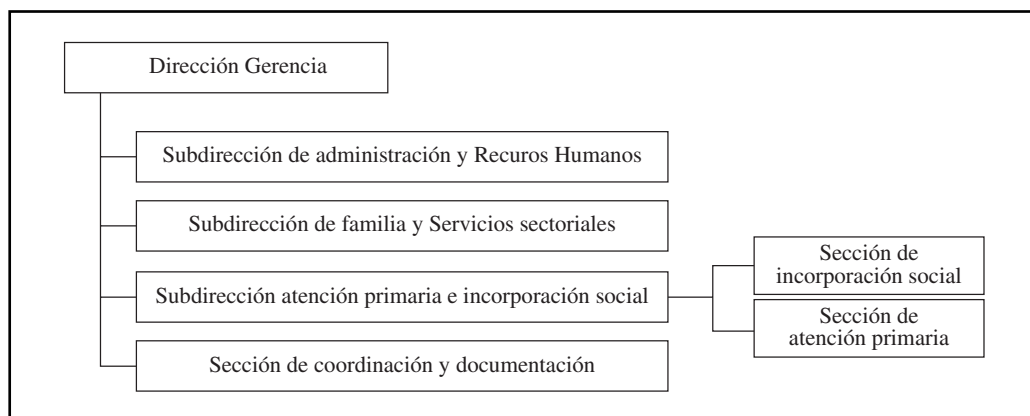 Dirección Gerencia
Subdirección de administración y Recuros Humanos
Subdirección de familia y Servicios sectoriales
Subdirección atención primaria e incorporación social
Sección de
incorporación social
Sección de
atención primaria
Sección de coordinación y documentación